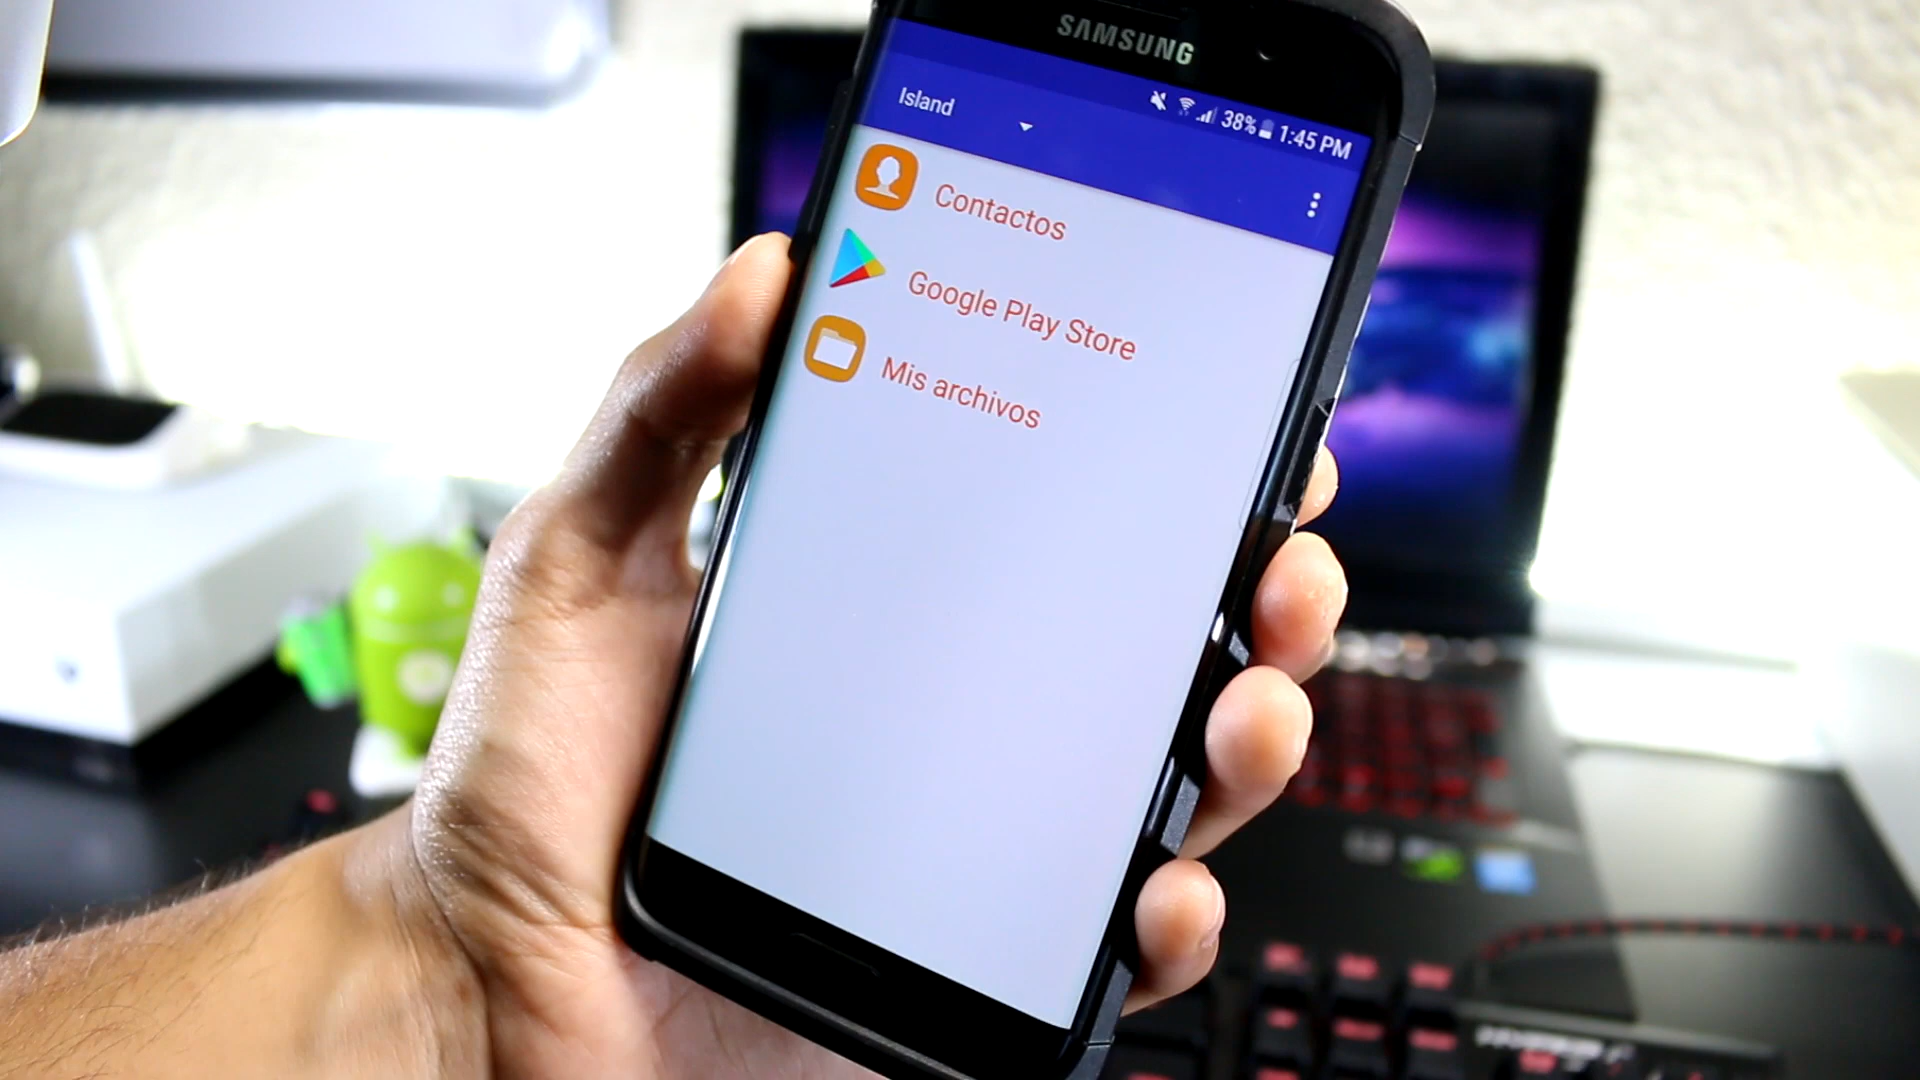 SAMSUNG
38% 1:45 PM
Island
Contactos
Google Play Store
Mis archivos